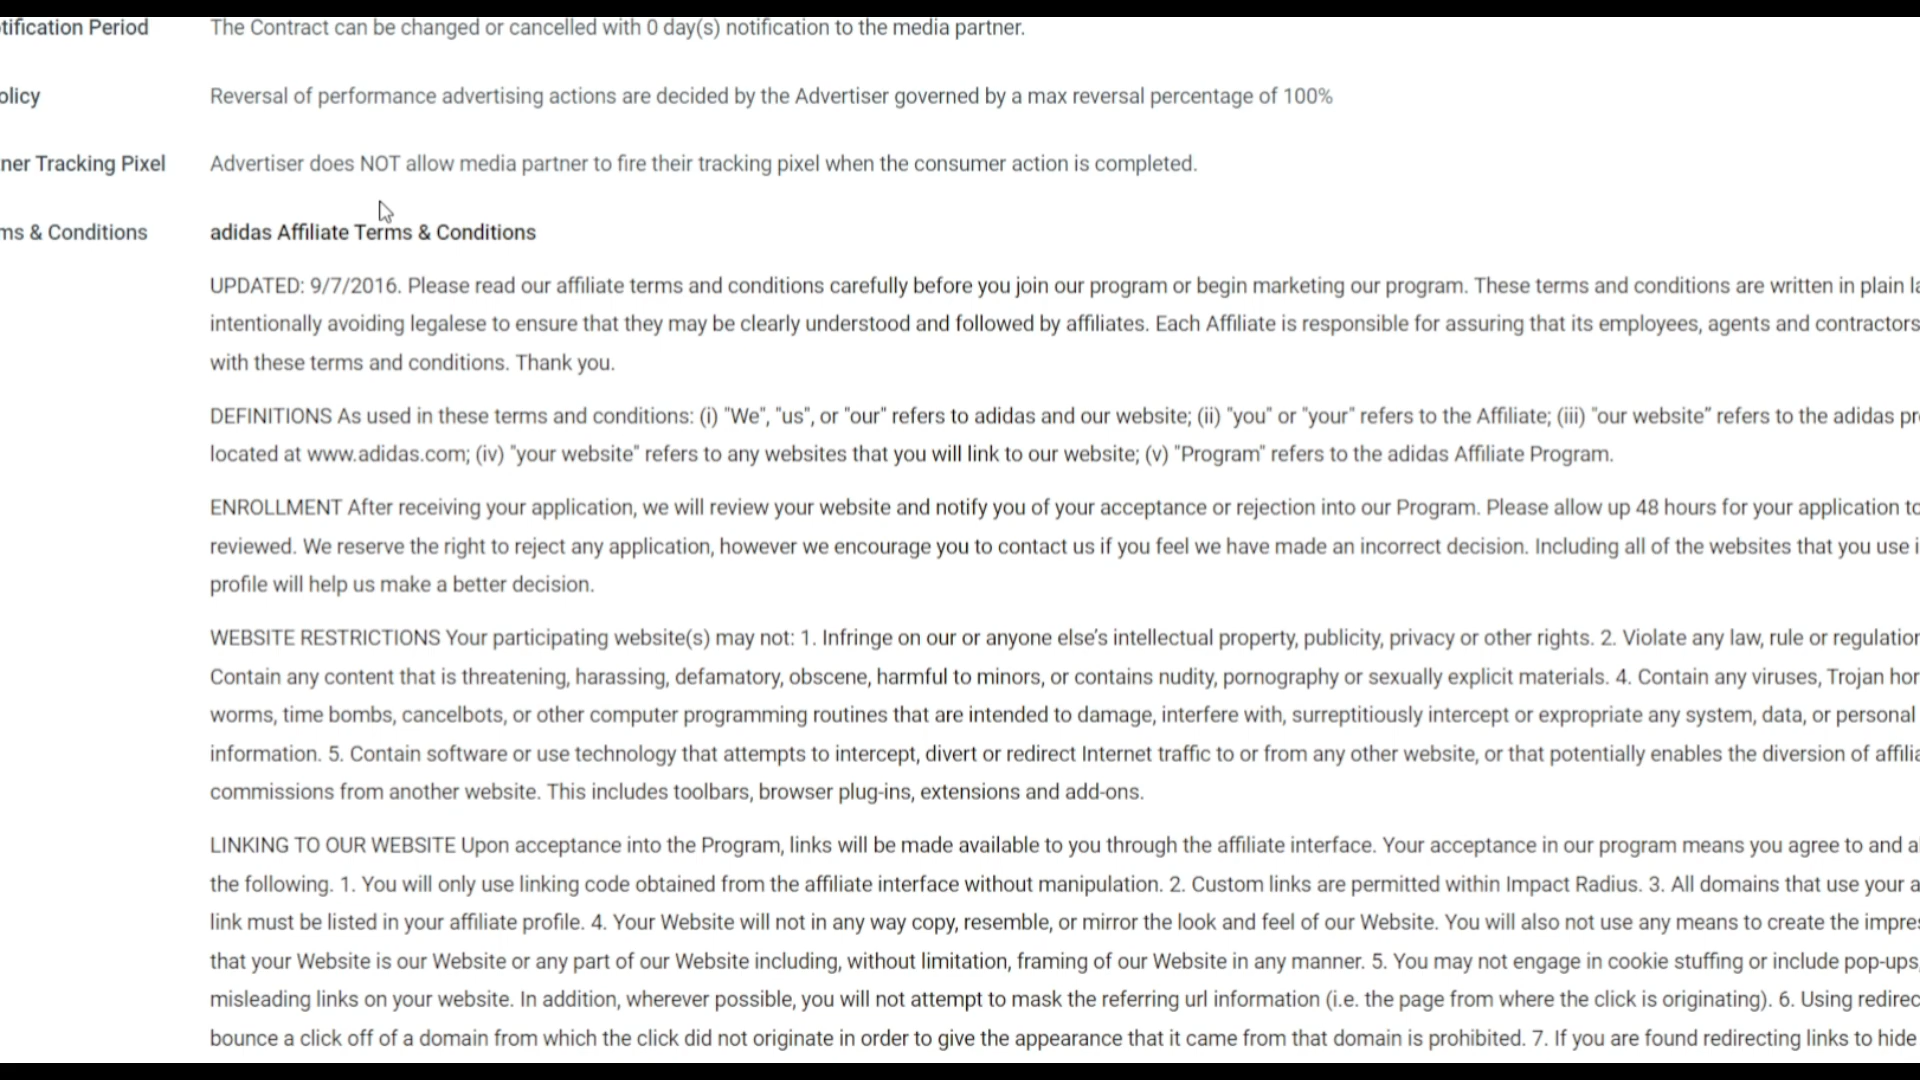 tification Period The Contract can be changed or cancelled with 0 day(s) notification to the media partner.
olicy Reversal of performance advertising actions are decided by the Advertiser governed by a max reversal percentage of 100%
ner Tracking Pixel Advertiser does NOT allow media partner to fire their tracking pixel when the consumer action is completed.
ms & Conditions adidas Affiliate Terms & Conditions
UPDATED: 9/7/2016. Please read our affiliate terms and conditions carefully before you join our program or begin marketing our program. These terms and conditions are written in plain la
intentionally avoiding legalese to ensure that they may be clearly understood and followed by affiliates. Each Affiliate is responsible for assuring that its employees, agents and contractors
with these terms and conditions. Thank you.
DEFINITIONS As used in these terms and conditions: (i) "We", "us", or "our" refers to adidas and our website; (ii) "you" or "your" refers to the Affiliate; (iii) "our website" refers to the adidas pr
located at www.adidas.com; (iv) "your website" refers to any websites that you will link to our website; (v) "Program" refers to the adidas Affiliate Program.
ENROLLMENT After receiving your application, we will review your website and notify you of your acceptance or rejection into our Program. Please allow up 48 hours for your application to
reviewed. We reserve the right to reject any application, however we encourage you to contact us if you feel we have made an incorrect decision. Including all of the websites that you use i
profile will help us make a better decision.
WEBSITE RESTRICTIONS Your participating website(s) may not: 1. Infringe on our or anyone else's intellectual property, publicity, privacy or other rights. 2. Violate any law, rule or regulation
Contain any content that is threatening, harassing, defamatory, obscene, harmful to minors, or contains nudity, pornography or sexually explicit materials. 4. Contain any viruses, Trojan hor
worms, time bombs, cancelbots, or other computer programming routines that are intended to damage, interfere with, surreptitiously intercept or expropriate any system, data, or personal
information. 5. Contain software or use technology that attempts to intercept, divert or redirect Internet traffic to or from any other website, or that potentially enables the diversion of affilia
commissions from another website. This includes toolbars, browser plug-ins, extensions and add-ons.
LINKING TO OUR WEBSITE Upon acceptance into the Program, links will be made available to you through the affiliate interface. Your acceptance in our program means you agree to and a
the following. 1. You will only use linking code obtained from the affiliate interface without manipulation. 2. Custom links are permitted within Impact Radius. 3. All domains that use your a
link must be listed in your affiliate profile. 4. Your Website will not in any way copy, resemble, or mirror the look and feel of our Website. You will also not use any means to create the impres
that your Website is our Website or any part of our Website including, without limitation, framing of our Website in any manner. 5. You may not engage in cookie stuffing or include pop-ups,
misleading links on your website. In addition, wherever possible, you will not attempt to mask the referring url information (i.e. the page from where the click is originating). 6. Using redirec
bounce a click off of a domain from which the click did not originate in order to give the appearance that it came from that domain is prohibited. 7. If you are found redirecting links to hide